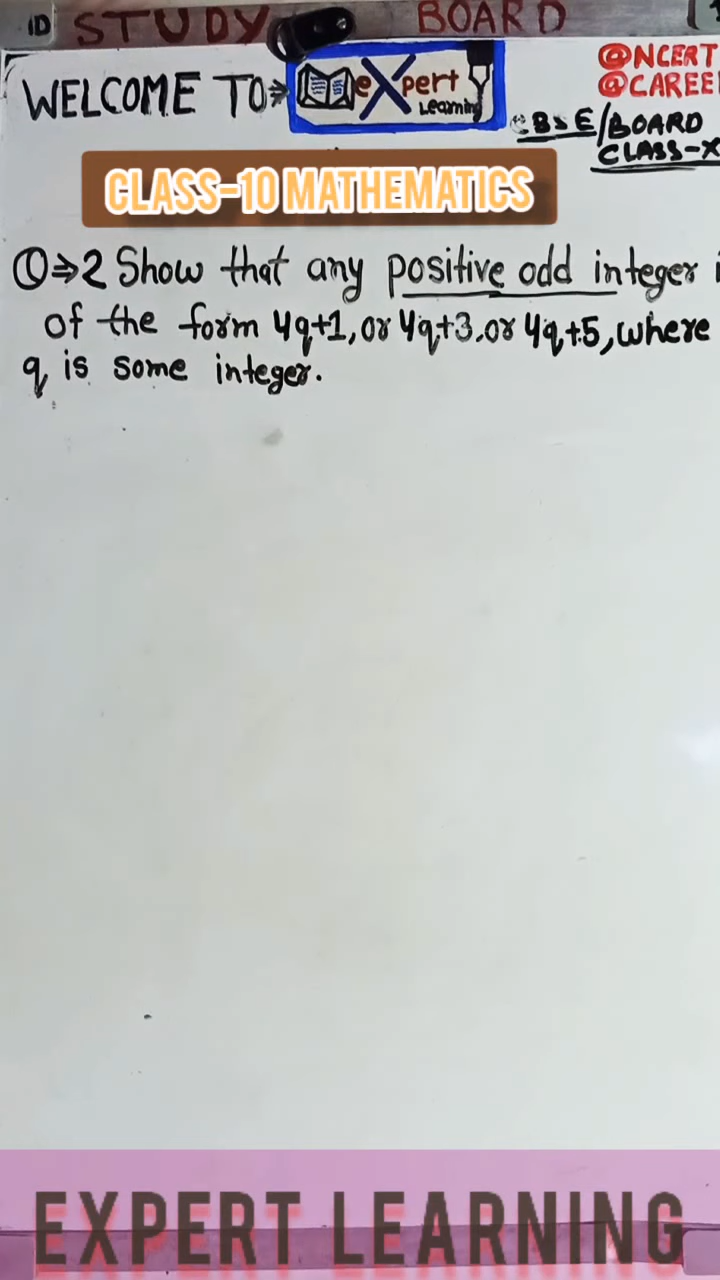 ID STUDY BOARD
WELCOME TO⇒ eXpert Learning
@NCERT
@CAREE
CBSE/BOARD
CLASS-X
CLASS-10 MATHEMATICS
Q⇒2 Show that any positive odd integer i
of the form 4q+1, or 4q+3, or 4q+5, where
q is some integer.
EXPERT LEARNING